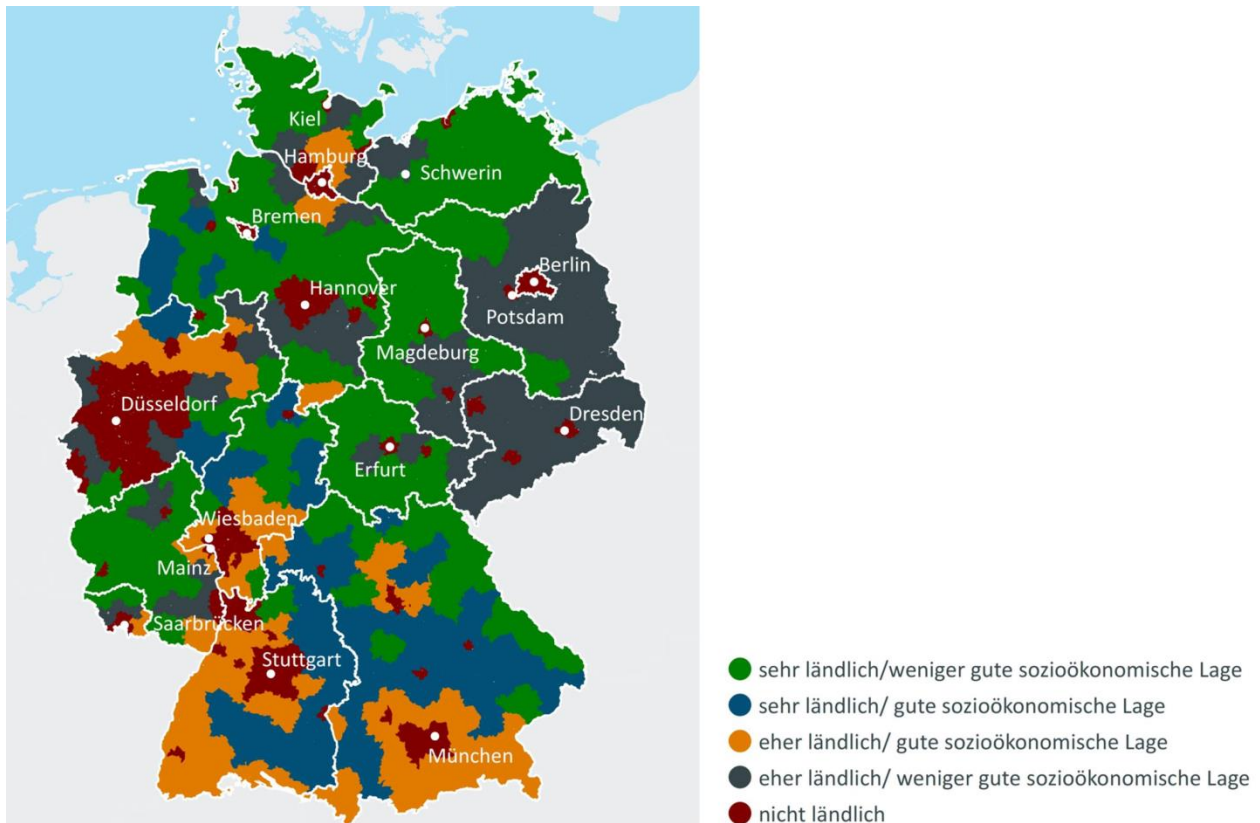 Kiel
Hamburg
Schwerin
Bremen
Berlin
Hannover
Potsdam
Magdeburg
Düsseldorf
Dresden
Erfurt
Wiesbaden
Mainz
Saarbrücken
Stuttgart
München
sehr ländlich/weniger gute sozioökonomische Lage
sehr ländlich/ gute sozioökonomische Lage
eher ländlich/ gute sozioökonomische Lage
eher ländlich/ weniger gute sozioökonomische Lage
nicht ländlich